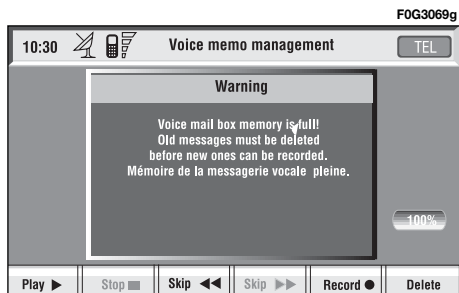 F0G3069g
10:30 Voice memo management TEL
Warning
Voice mail box memory is full!
Old messages must be deleted
before new ones can be recorded.
Mémoire de la messagerie vocale pleine.
100%
Play Stop Skip Skip Record Delete